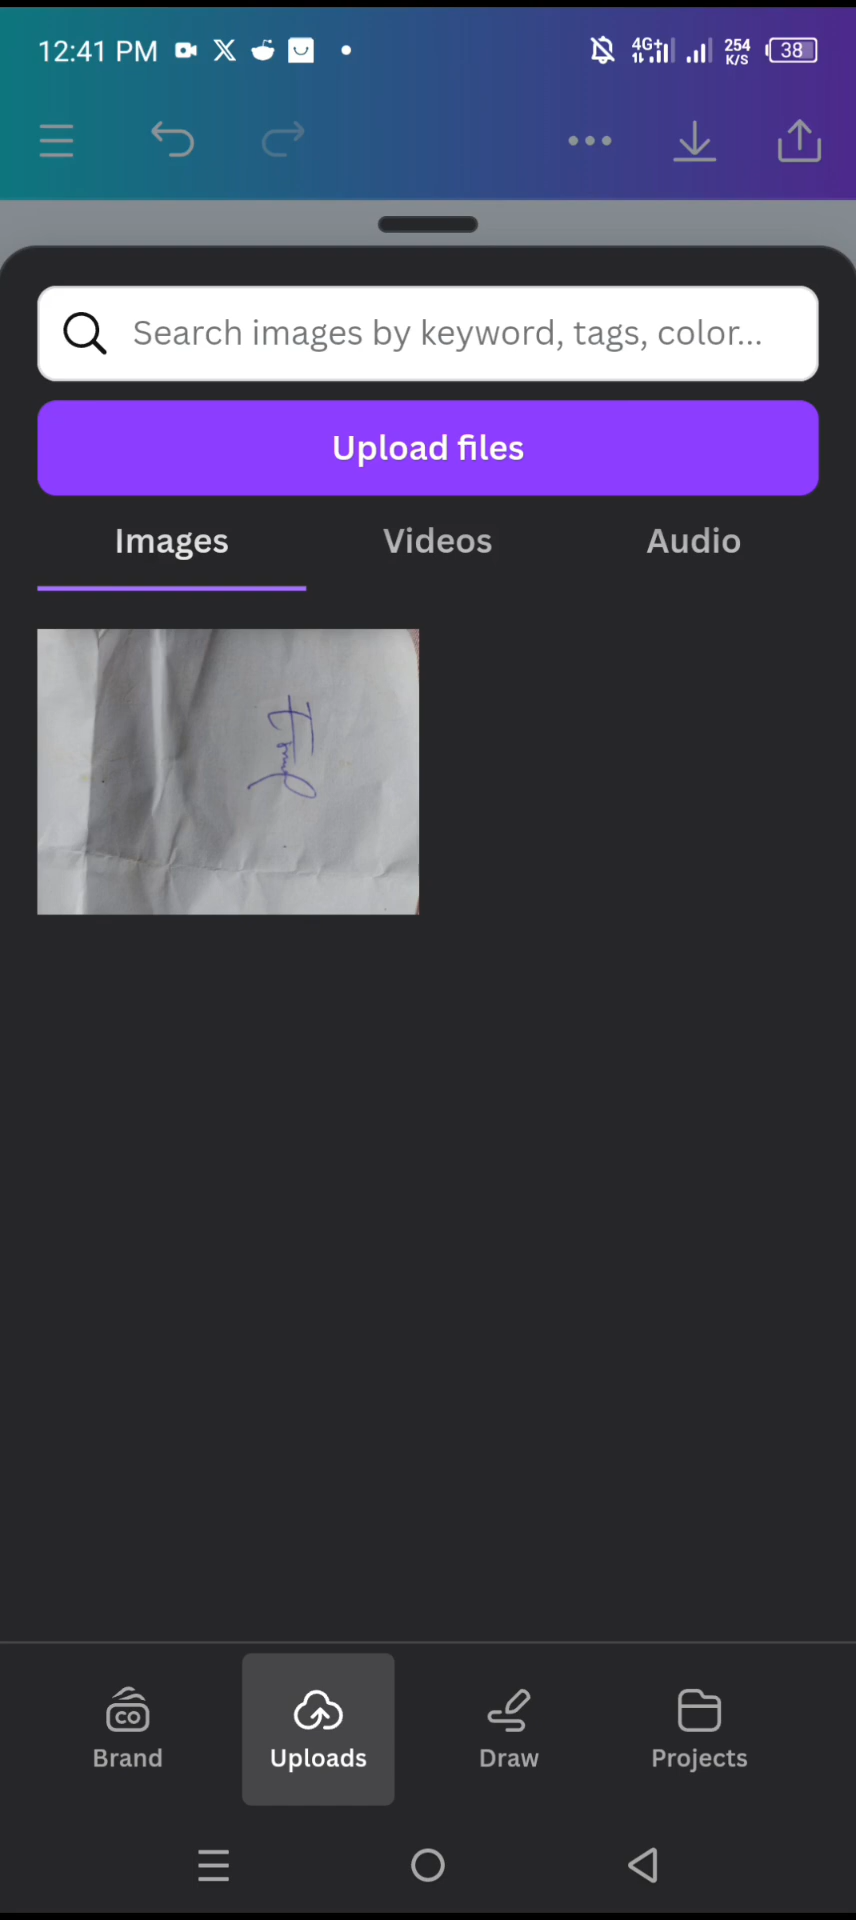 12:41 PM
4G+
254
K/S
38
Search images by keyword, tags, color...
Upload files
Images Videos Audio
CO
Brand Uploads Draw Projects